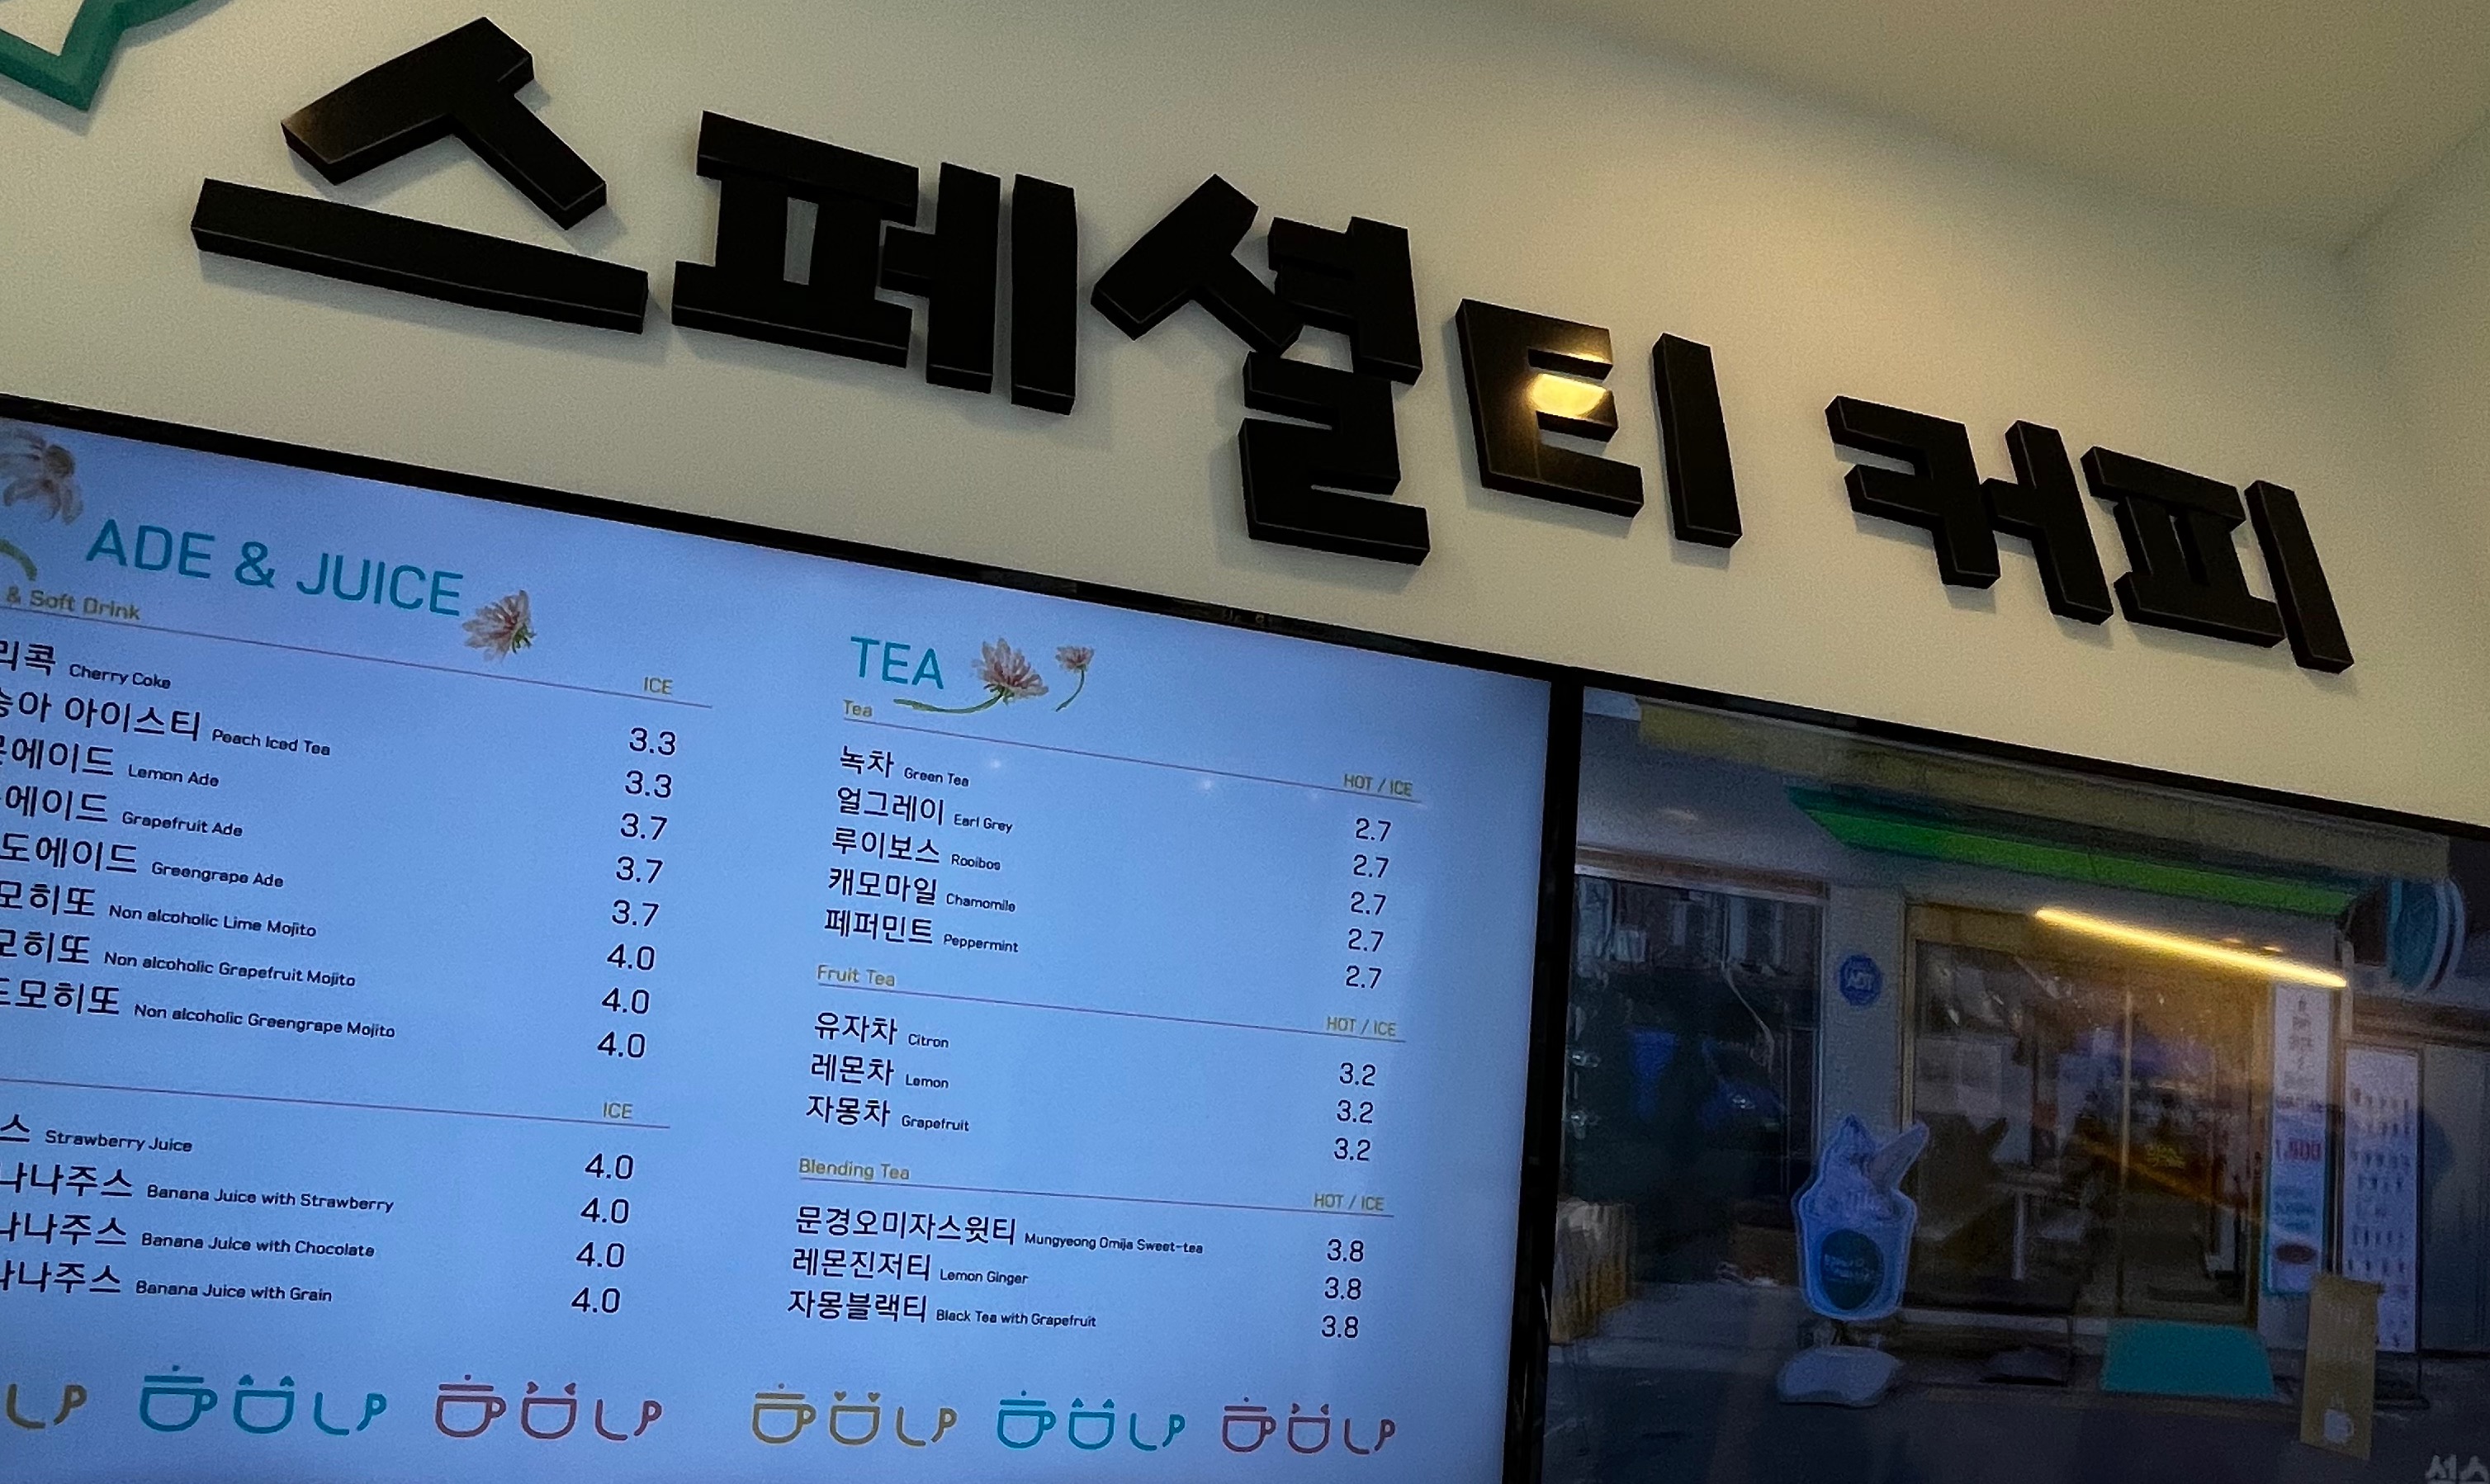 스페셜티 커피
ADE & JUICE
& Soft Drink
ICE
리콕 Cherry Coke 3.3
숭아 아이스티 Peach Iced Tea 3.3
에이드 Lemon Ade 3.7
에이드 Grapefruit Ade 3.7
도에이드 Greengrape Ade 3.7
모히또 Non alcoholic Lime Mojito 4.0
모히또 Non alcoholic Grapefruit Mojito 4.0
도모히또 Non alcoholic Greengrape Mojito 4.0
ICE
스 Strawberry Juice 4.0
나나주스 Banana Juice with Strawberry 4.0
나나주스 Banana Juice with Chocolate 4.0
나나주스 Banana Juice with Grain 4.0
TEA
Tea
HOT / ICE
녹차 Green Tea 2.7
얼그레이 Earl Grey 2.7
루이보스 Rooibos 2.7
캐모마일 Chamomile 2.7
페퍼민트 Peppermint 2.7
Fruit Tea
HOT / ICE
유자차 Citron 3.2
레몬차 Lemon 3.2
자몽차 Grapefruit 3.2
Blending Tea
HOT / ICE
문경오미자스윗티 Mungyeong Omija Sweet-tea 3.8
레몬진저티 Lemon Ginger 3.8
자몽블랙티 Black Tea with Grapefruit 3.8